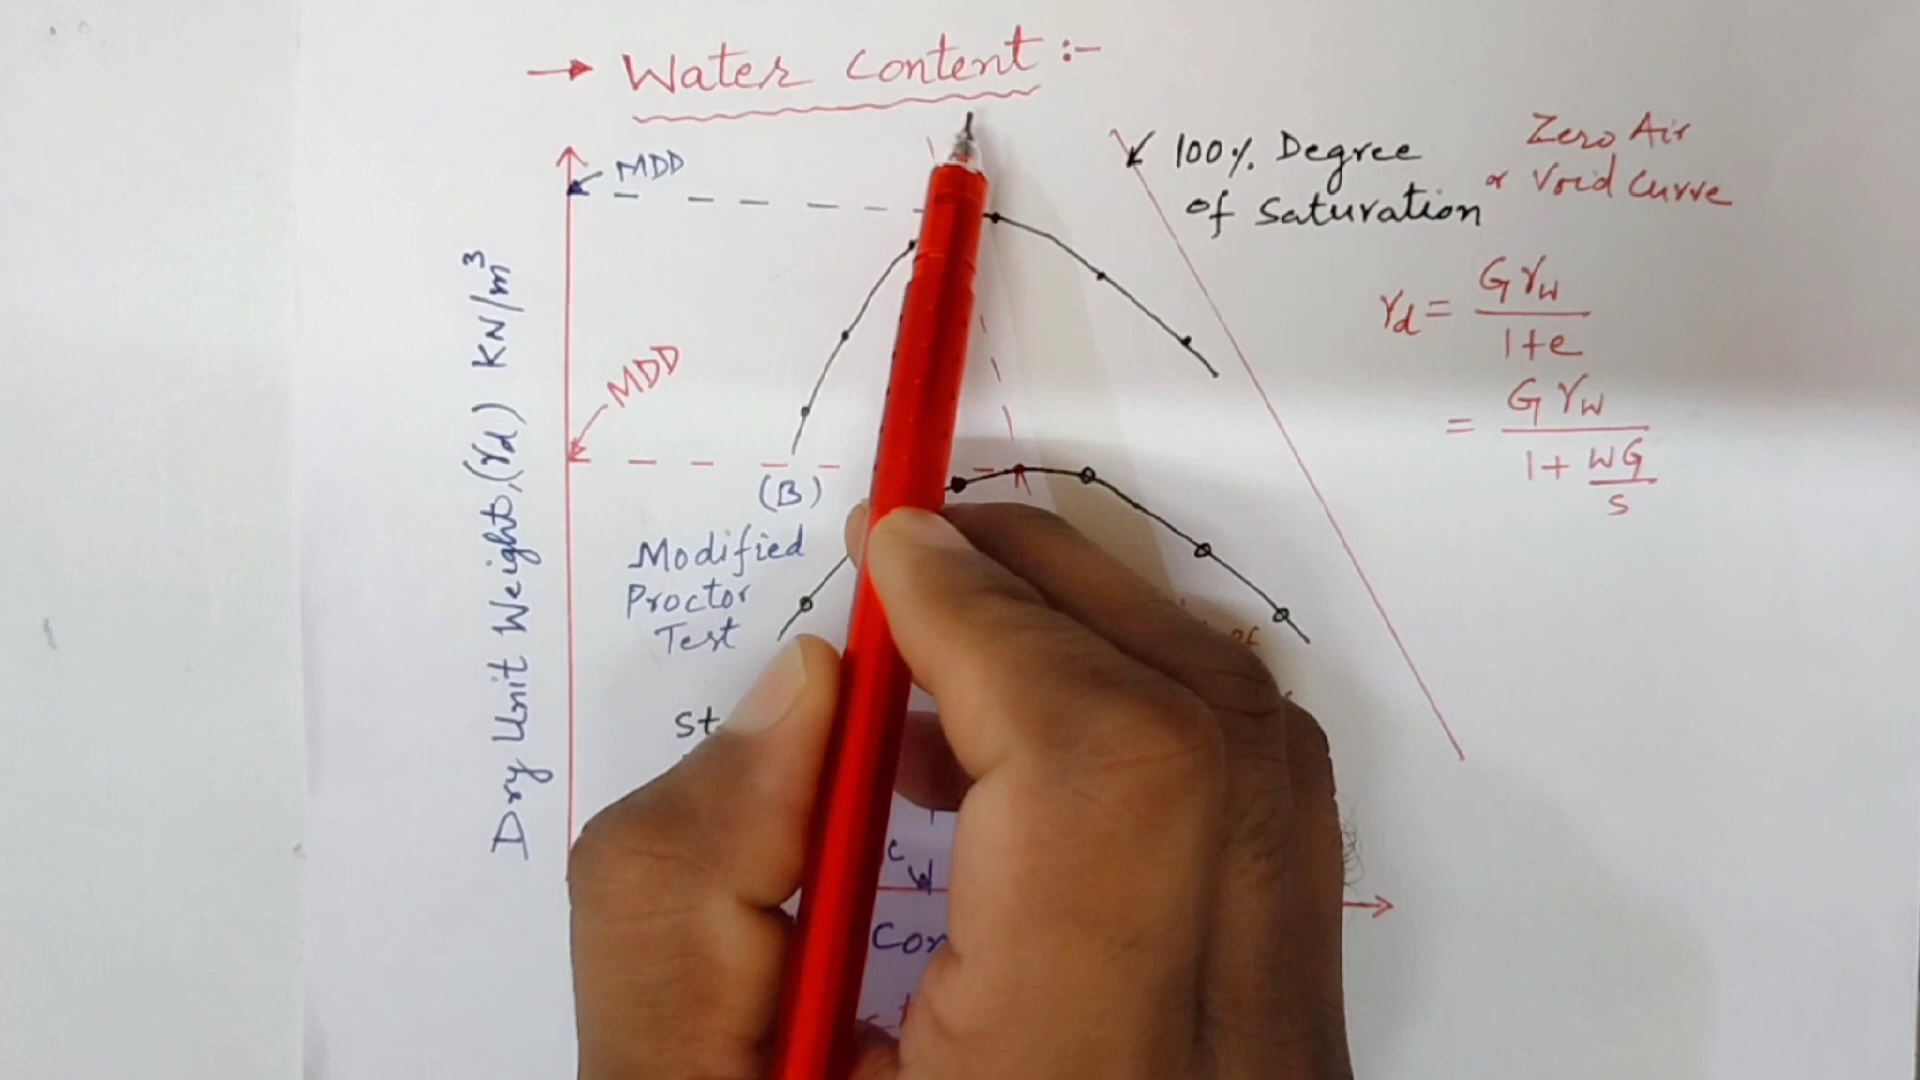 → Water Content :-
MDD
100% Degree
of Saturation
Zero Air
or Void Curve
Dry Unit Weight, (γd) KN/m³
MDD
γd = Gγw / 1+e
= Gγw / 1 + wG/S
(B)
Modified
Proctor
Test
of